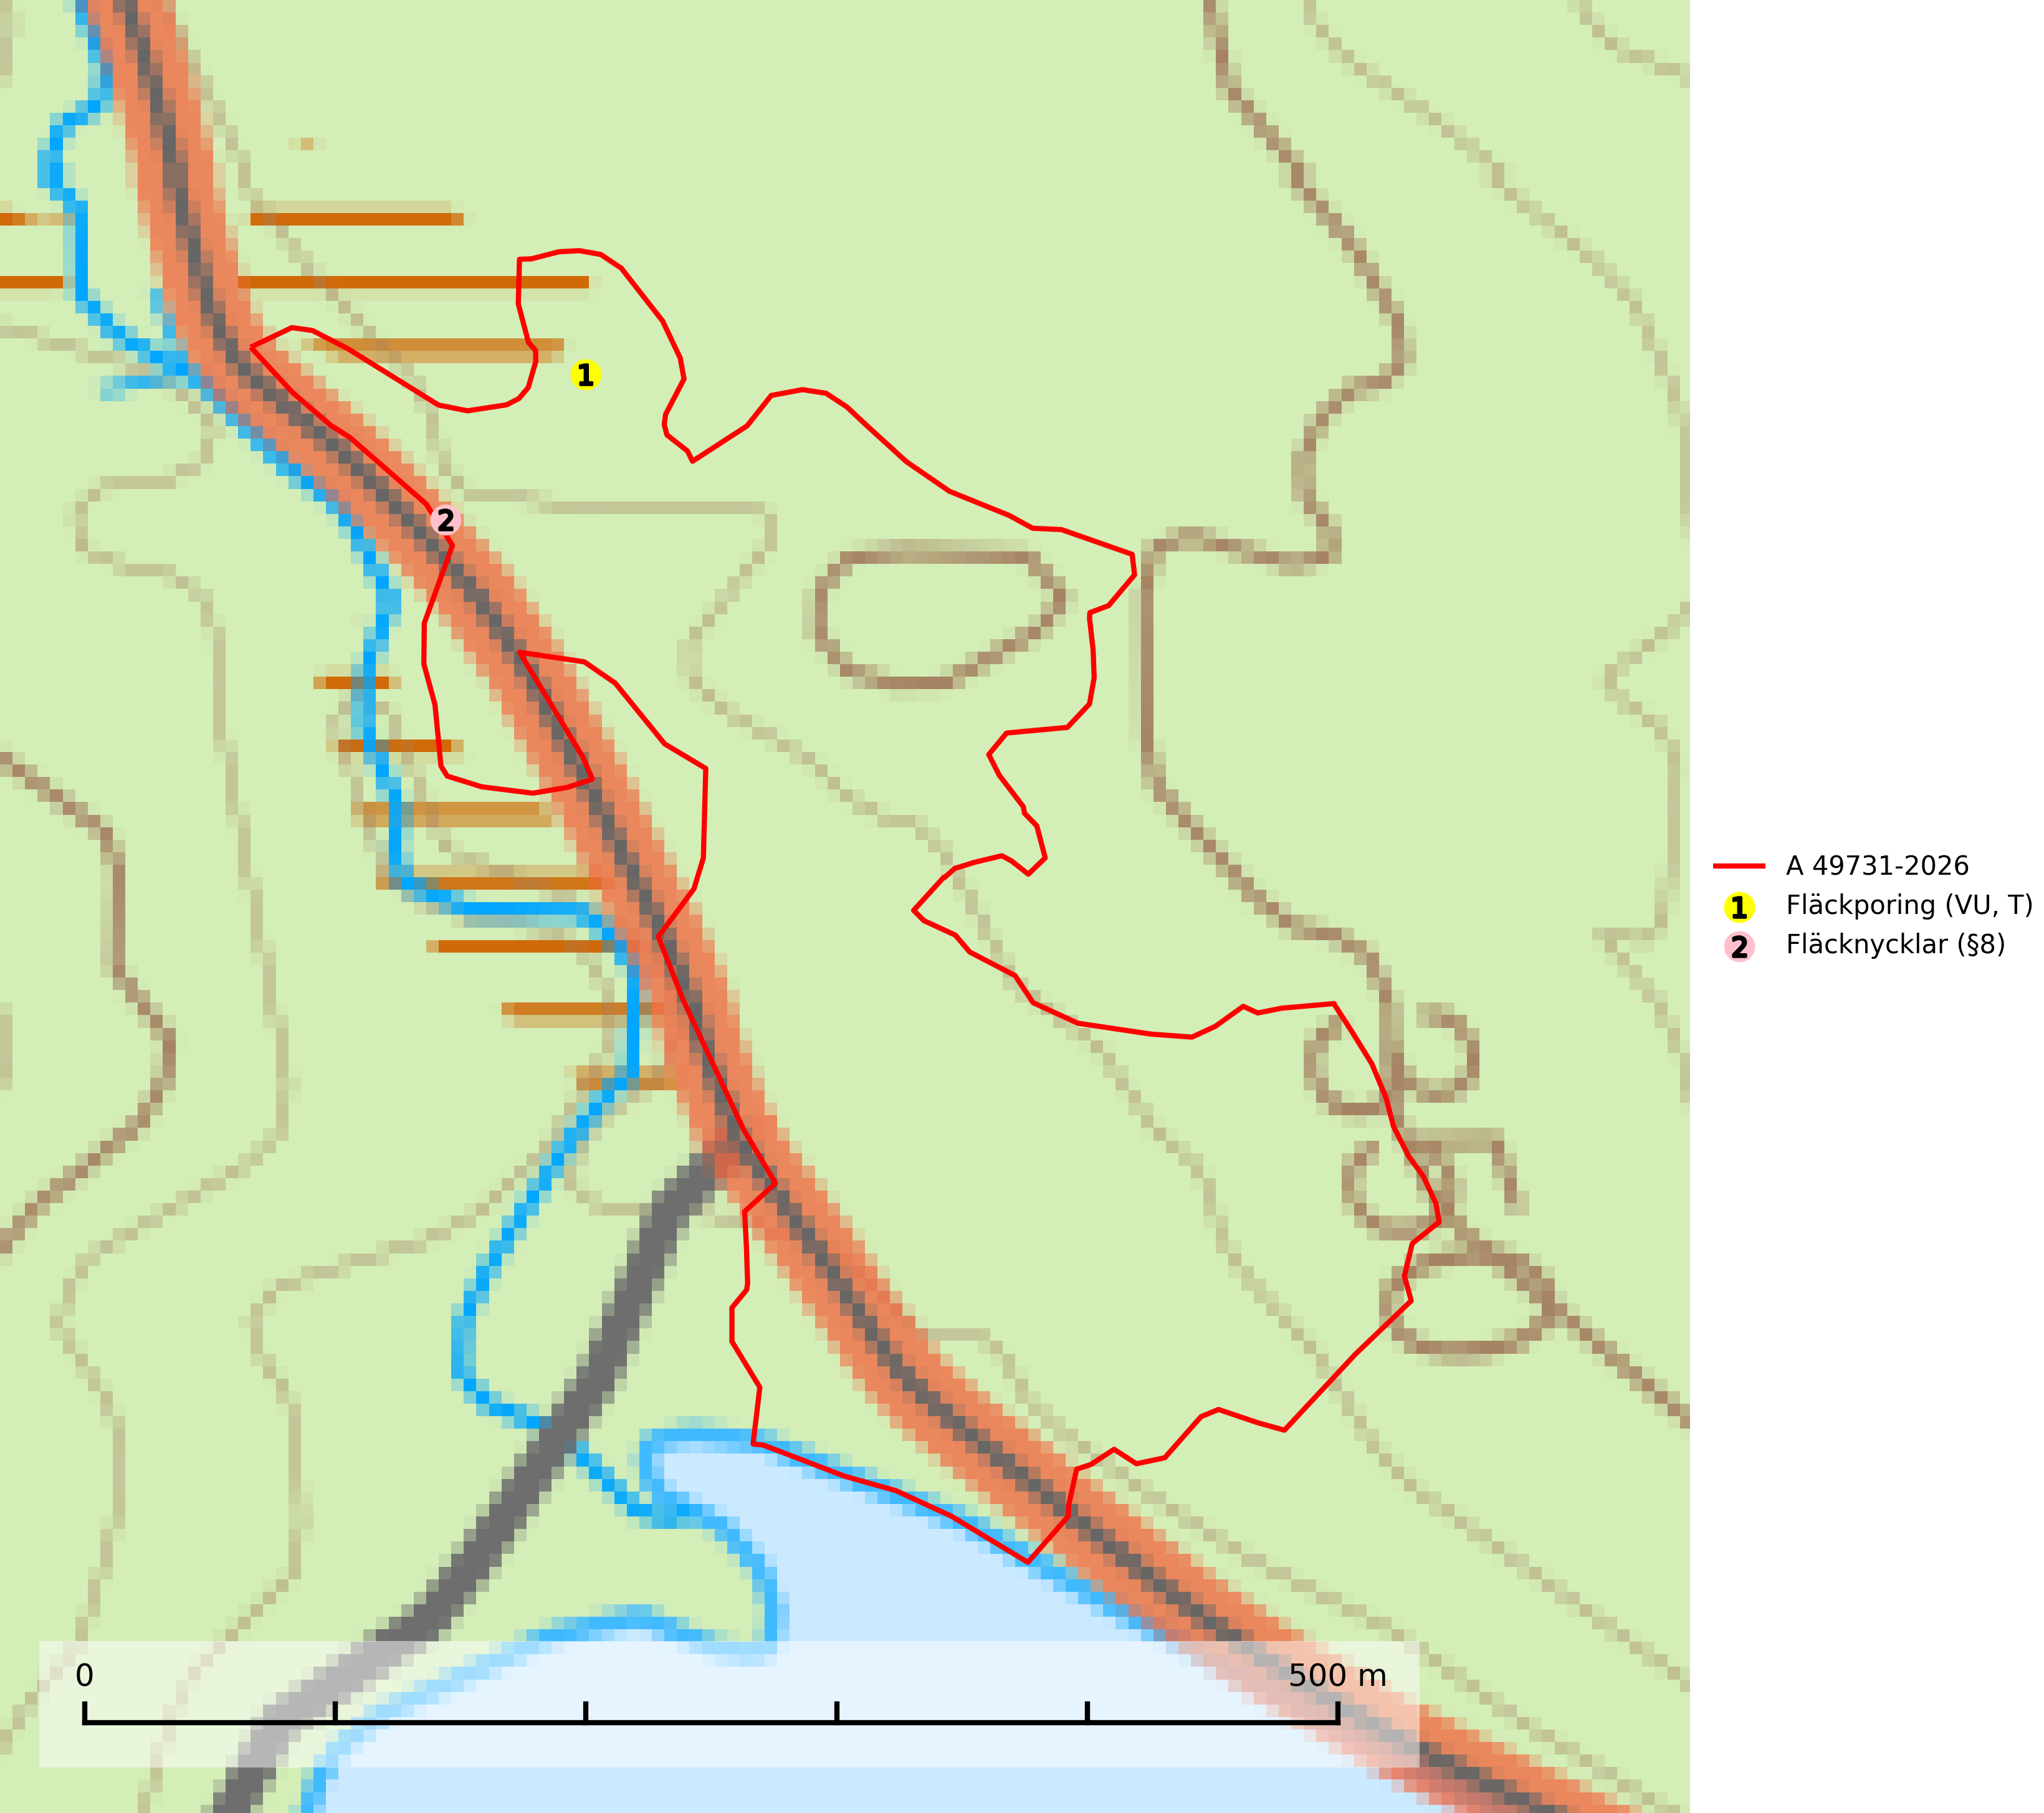 1
2
A 49731-2026
1 Fläckporing (VU, T)
2 Fläcknycklar (§8)
0 500 m